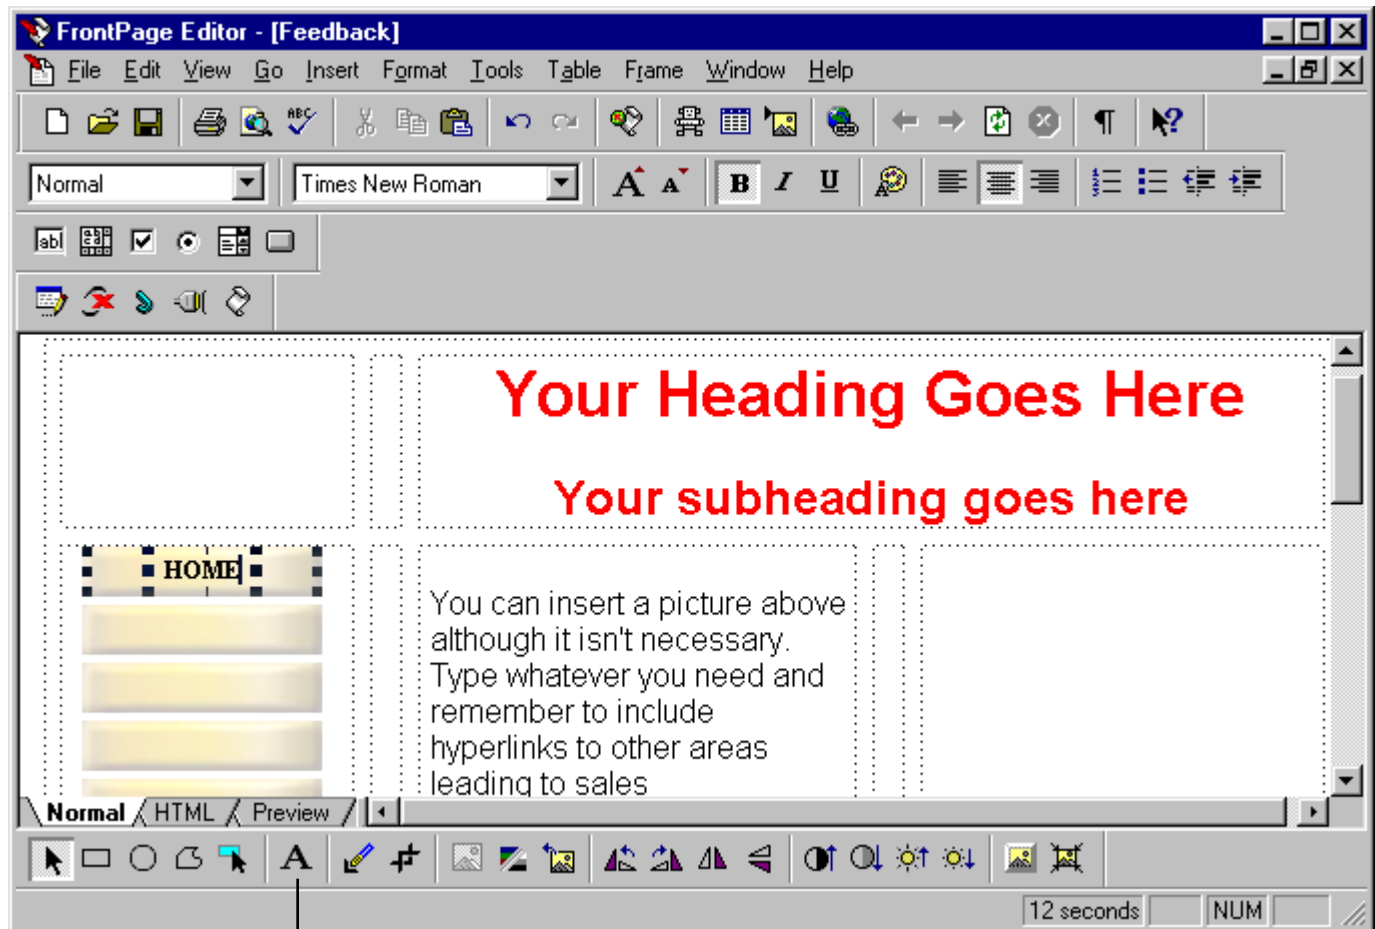 FrontPage Editor - [Feedback]
File Edit View Go Insert Format Tools Table Frame Window Help
ABC
Normal Times New Roman A A B I U
abl
Your Heading Goes Here
Your subheading goes here
HOME
You can insert a picture above
although it isn't necessary.
Type whatever you need and
remember to include
hyperlinks to other areas
leading to sales
Normal HTML Preview
A
12 seconds NUM